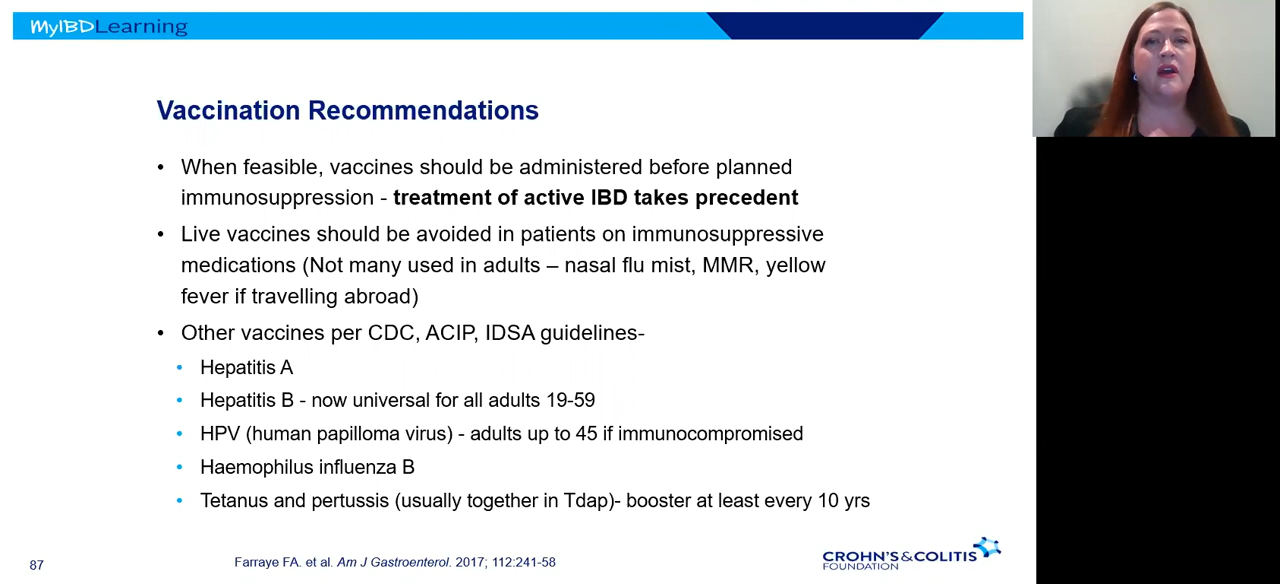 MyIBDLearning
Vaccination Recommendations
• When feasible, vaccines should be administered before planned
immunosuppression - treatment of active IBD takes precedent
• Live vaccines should be avoided in patients on immunosuppressive
medications (Not many used in adults – nasal flu mist, MMR, yellow
fever if travelling abroad)
• Other vaccines per CDC, ACIP, IDSA guidelines-
• Hepatitis A
• Hepatitis B - now universal for all adults 19-59
• HPV (human papilloma virus) - adults up to 45 if immunocompromised
• Haemophilus influenza B
• Tetanus and pertussis (usually together in Tdap)- booster at least every 10 yrs
87
Farraye FA. et al. Am J Gastroenterol. 2017; 112:241-58
CROHN'S & COLITIS
FOUNDATION